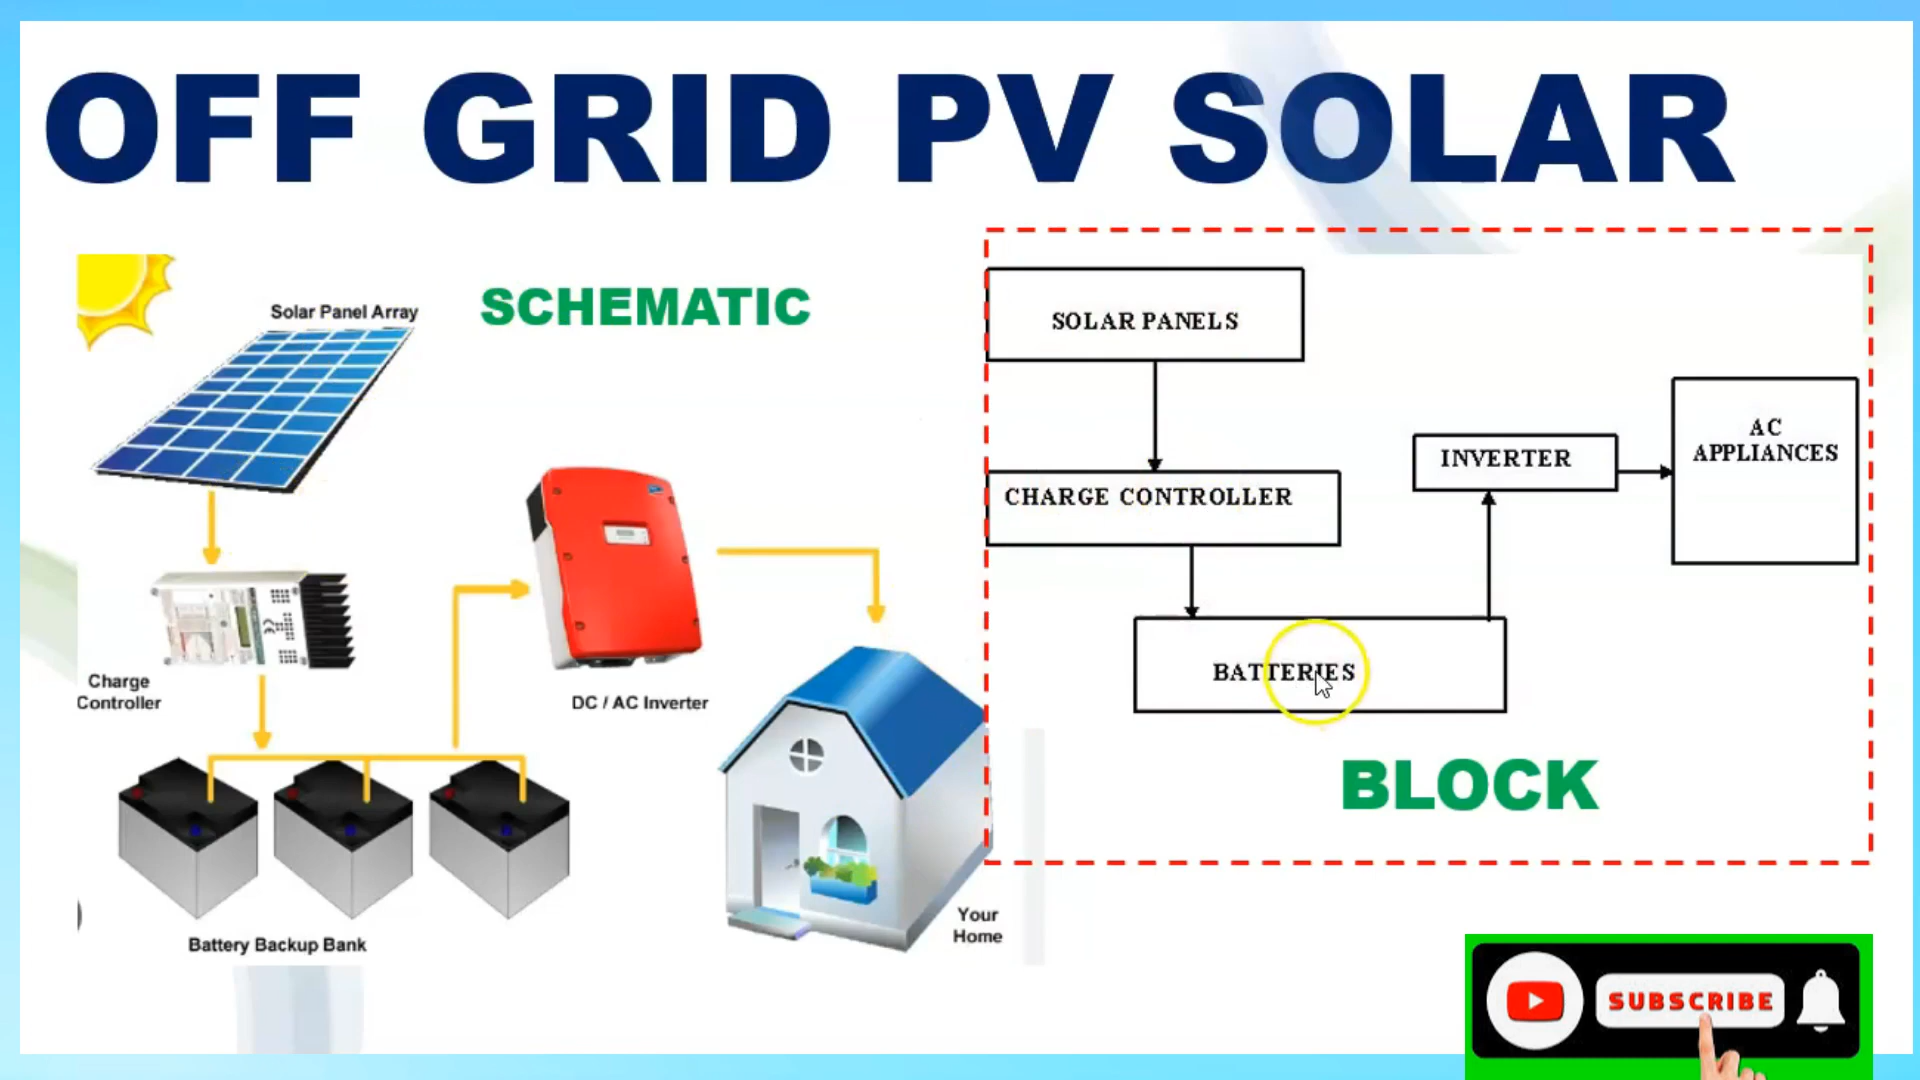 OFF GRID PV SOLAR
SCHEMATIC
Solar Panel Array
Charge
Controller
DC / AC Inverter
Battery Backup Bank
Your
Home
SOLAR PANELS
CHARGE CONTROLLER
BATTERIES
INVERTER
AC
APPLIANCES
BLOCK
SUBSCRIBE